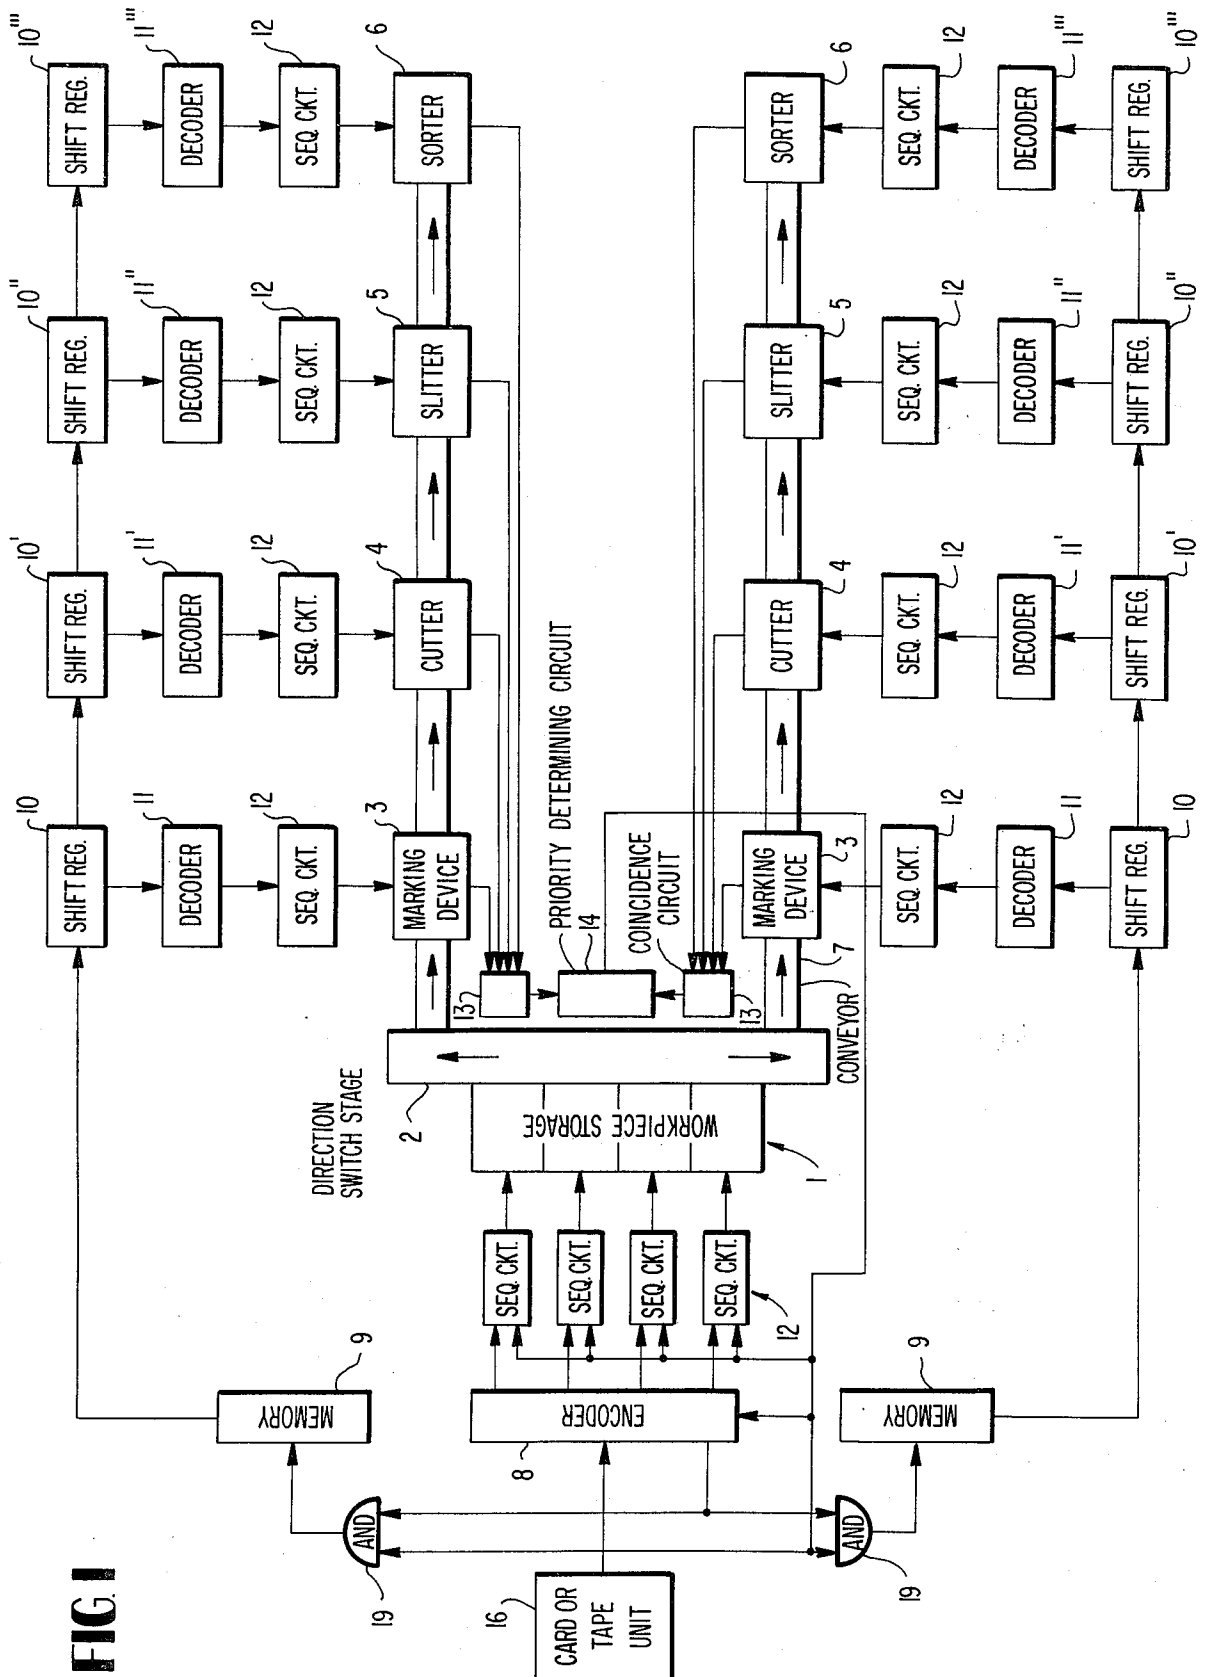 FIG. 1
10 10' 10" 10'''
SHIFT REG. SHIFT REG. SHIFT REG. SHIFT REG.
11 11' 11" 11'''
DECODER DECODER DECODER DECODER
12 12 12 12
SEQ. CKT. SEQ. CKT. SEQ. CKT. SEQ. CKT.
3 4 5 6
MARKING DEVICE CUTTER SLITTER SORTER
DIRECTION
SWITCH STAGE
2
13
PRIORITY DETERMINING CIRCUIT
14
COINCIDENCE
CIRCUIT
13
9
MEMORY
19
AND
16
CARD OR
TAPE
UNIT
8
ENCODER
SEQ. CKT.
SEQ. CKT.
SEQ. CKT.
SEQ. CKT.
12
WORKPIECE STORAGE
1
CONVEYOR
7
AND
19
9
MEMORY
MARKING DEVICE CUTTER SLITTER SORTER
3 4 5 6
SEQ. CKT. SEQ. CKT. SEQ. CKT. SEQ. CKT.
12 12 12 12
DECODER DECODER DECODER DECODER
11 11' 11" 11'''
SHIFT REG. SHIFT REG. SHIFT REG. SHIFT REG.
10 10' 10" 10'''